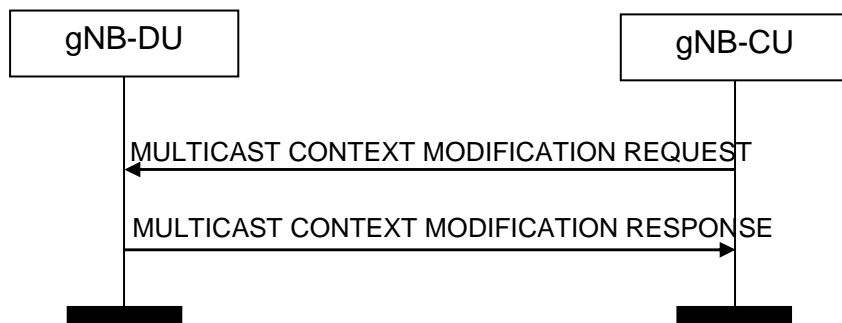 gNB-DU
gNB-CU
MULTICAST CONTEXT MODIFICATION REQUEST
MULTICAST CONTEXT MODIFICATION RESPONSE